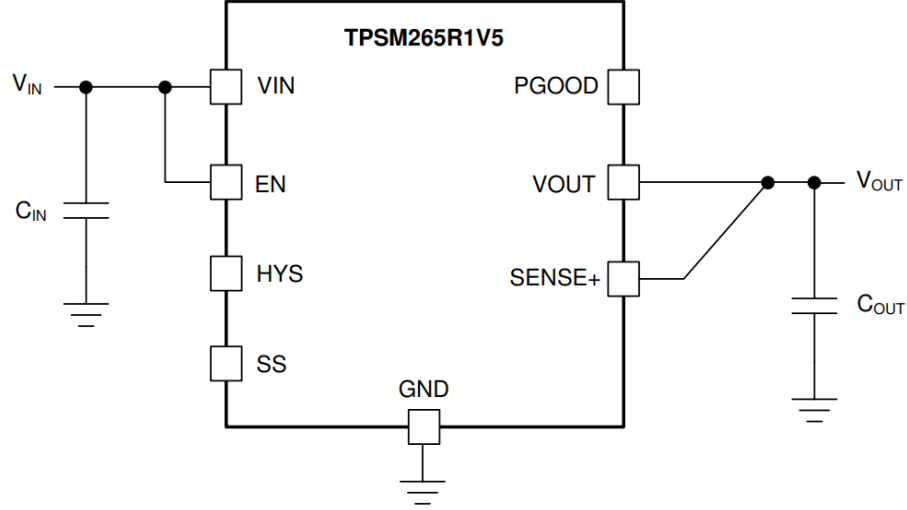 TPSM265R1V5
VIN
VIN
PGOOD
EN
VOUT
VOUT
CIN
HYS
SENSE+
COUT
SS
GND